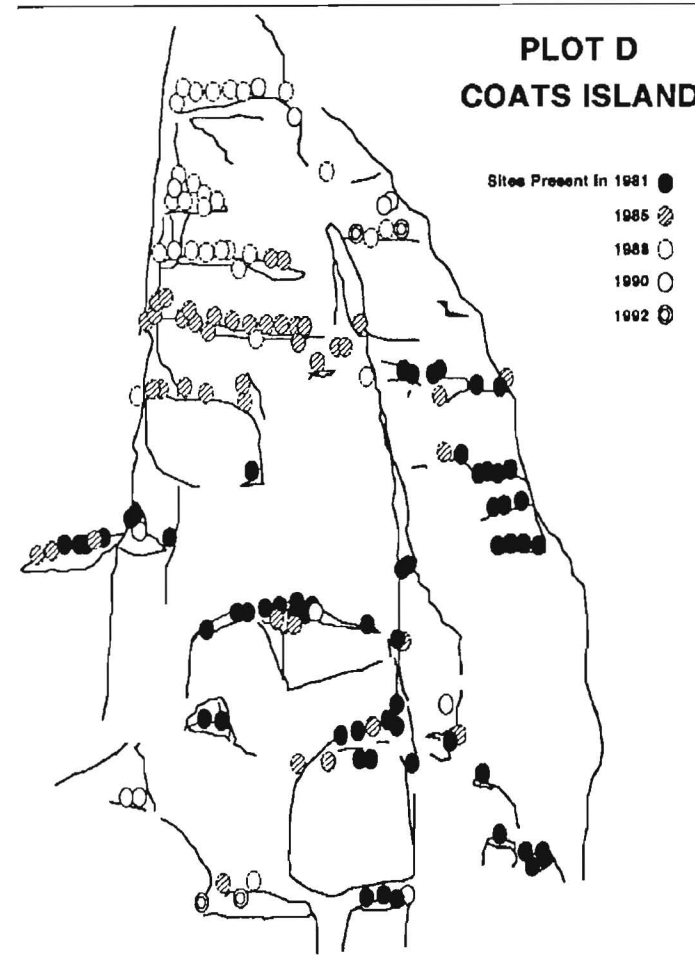 PLOT D
COATS ISLAND
Sites Present in 1981
1985
1988
1990
1992